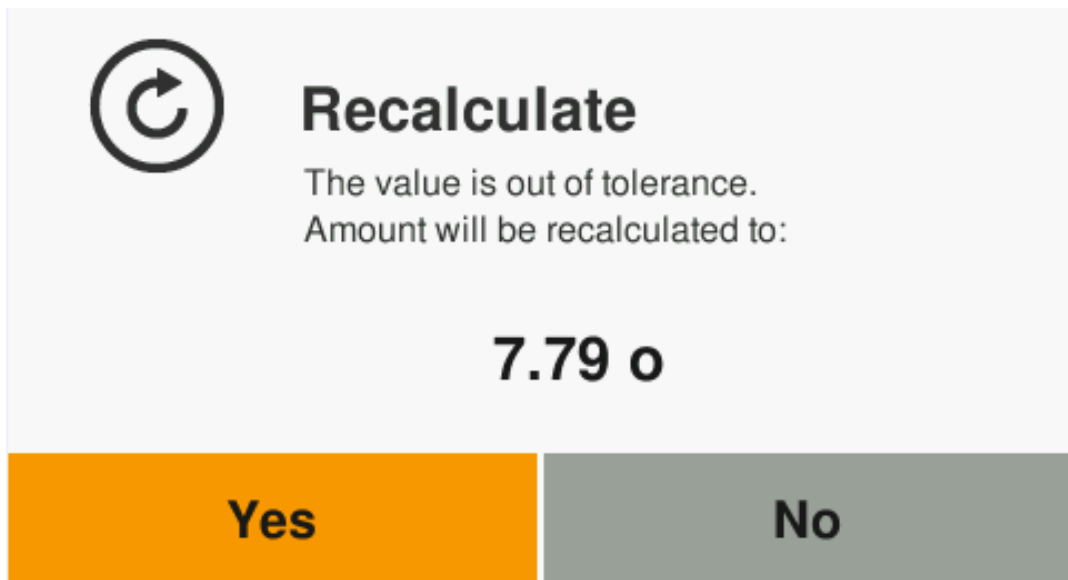 Recalculate
The value is out of tolerance.
Amount will be recalculated to:
7.79 o
Yes
No